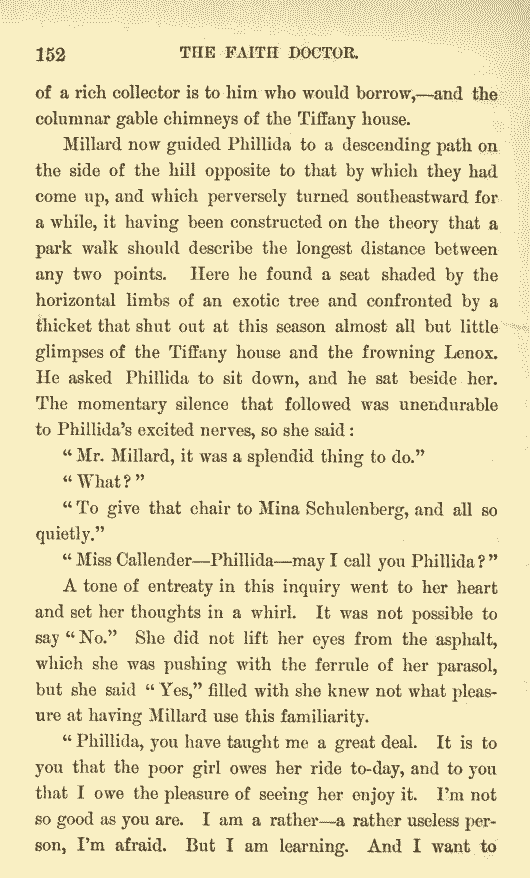 152 THE FAITH DOCTOR.
of a rich collector is to him who would borrow,—and the
columnar gable chimneys of the Tiffany house.
Millard now guided Phillida to a descending path on
the side of the hill opposite to that by which they had
come up, and which perversely turned southeastward for
a while, it having been constructed on the theory that a
park walk should describe the longest distance between
any two points. Here he found a seat shaded by the
horizontal limbs of an exotic tree and confronted by a
thicket that shut out at this season almost all but little
glimpses of the Tiffany house and the frowning Lenox.
He asked Phillida to sit down, and he sat beside her.
The momentary silence that followed was unendurable
to Phillida's excited nerves, so she said:
"Mr. Millard, it was a splendid thing to do."
"What?"
"To give that chair to Mina Schulenberg, and all so
quietly."
"Miss Callender—Phillida—may I call you Phillida?"
A tone of entreaty in this inquiry went to her heart
and set her thoughts in a whirl. It was not possible to
say "No." She did not lift her eyes from the asphalt,
which she was pushing with the ferrule of her parasol,
but she said "Yes," filled with she knew not what pleas-
ure at having Millard use this familiarity.
"Phillida, you have taught me a great deal. It is to
you that the poor girl owes her ride to-day, and to you
that I owe the pleasure of seeing her enjoy it. I'm not
so good as you are. I am a rather—a rather useless per-
son, I'm afraid. But I am learning. And I want to